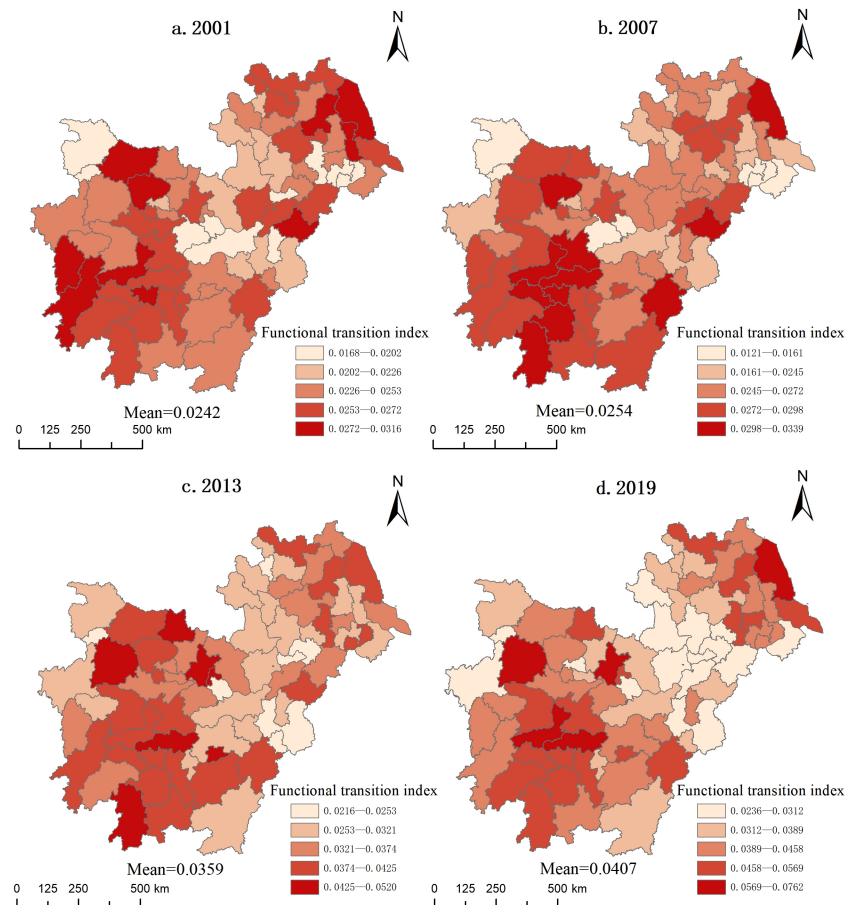 a. 2001
N
Functional transition index
0.0168—0.0202
0.0202—0.0226
0.0226—0 0253
0.0253—0.0272
0.0272—0.0316
Mean=0.0242
0 125 250 500 km
b. 2007
N
Functional transition index
0.0121—0.0161
0.0161—0.0245
0.0245—0.0272
0.0272—0.0298
0.0298—0.0339
Mean=0.0254
0 125 250 500 km
c. 2013
N
Functional transition index
0.0216—0.0253
0.0253—0.0321
0.0321—0.0374
0.0374—0.0425
0.0425—0.0520
Mean=0.0359
0 125 250 500 km
d. 2019
N
Functional transition index
0.0236—0.0312
0.0312—0.0389
0.0389—0.0458
0.0458—0.0569
0.0569—0.0762
Mean=0.0407
0 125 250 500 km